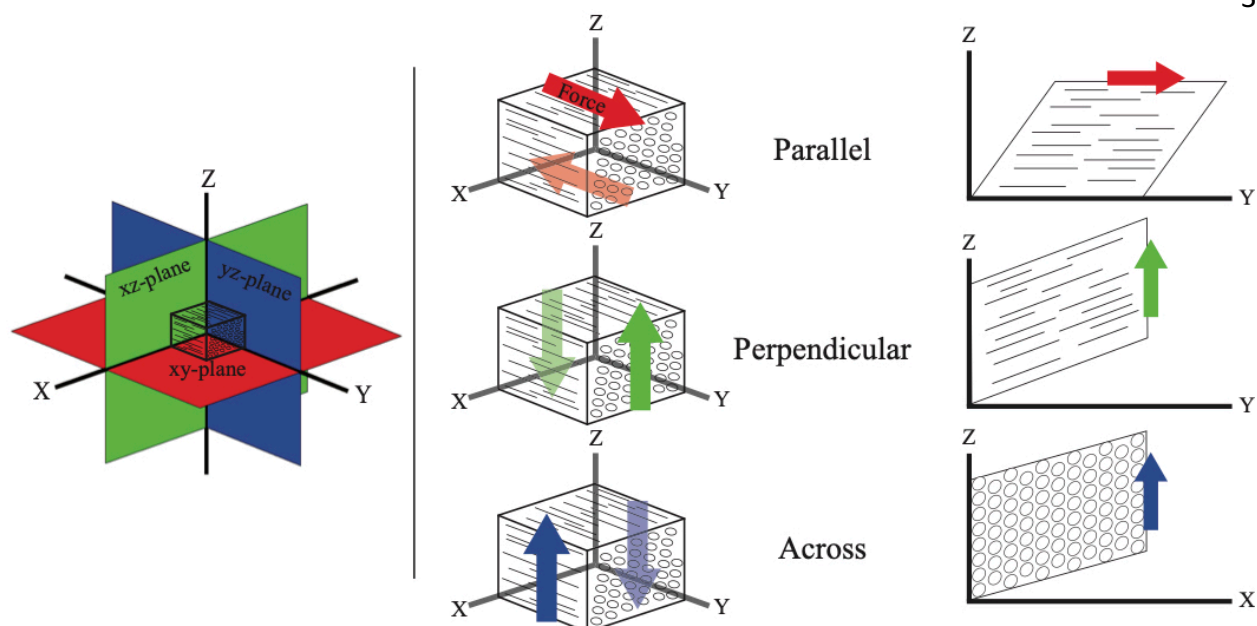 Z
xz-plane
yz-plane
xy-plane
X
Y
Z
Force
X
Y
Parallel
Z
Y
Z
X
Y
Perpendicular
Z
Y
Z
X
Y
Across
Z
X